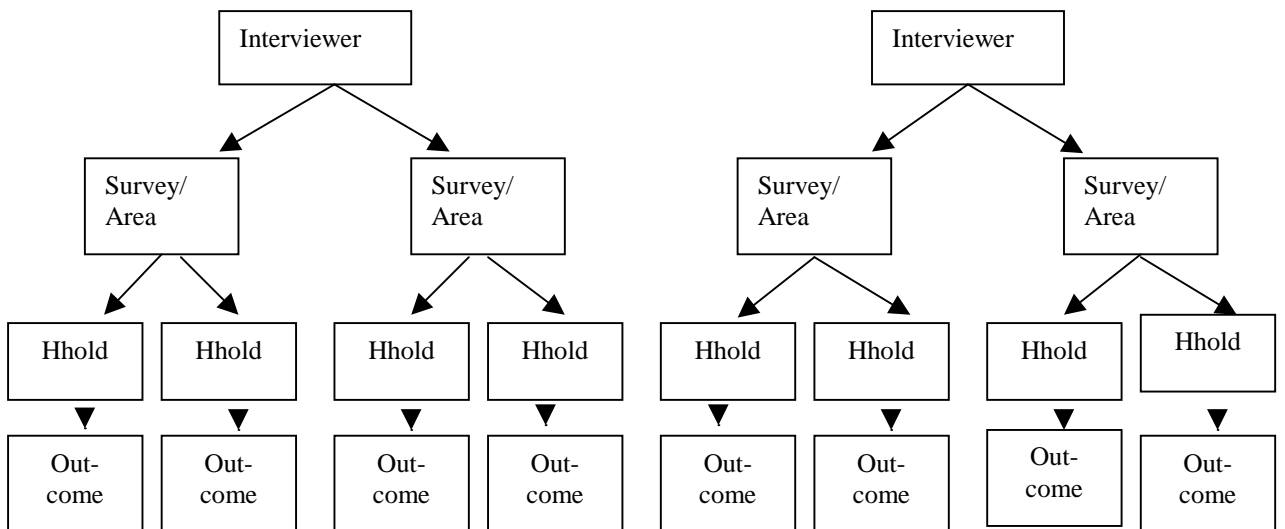 Interviewer
Interviewer
Survey/
Area
Survey/
Area
Survey/
Area
Survey/
Area
Hhold
Hhold
Hhold
Hhold
Hhold
Hhold
Hhold
Hhold
Out-
come
Out-
come
Out-
come
Out-
come
Out-
come
Out-
come
Out-
come
Out-
come